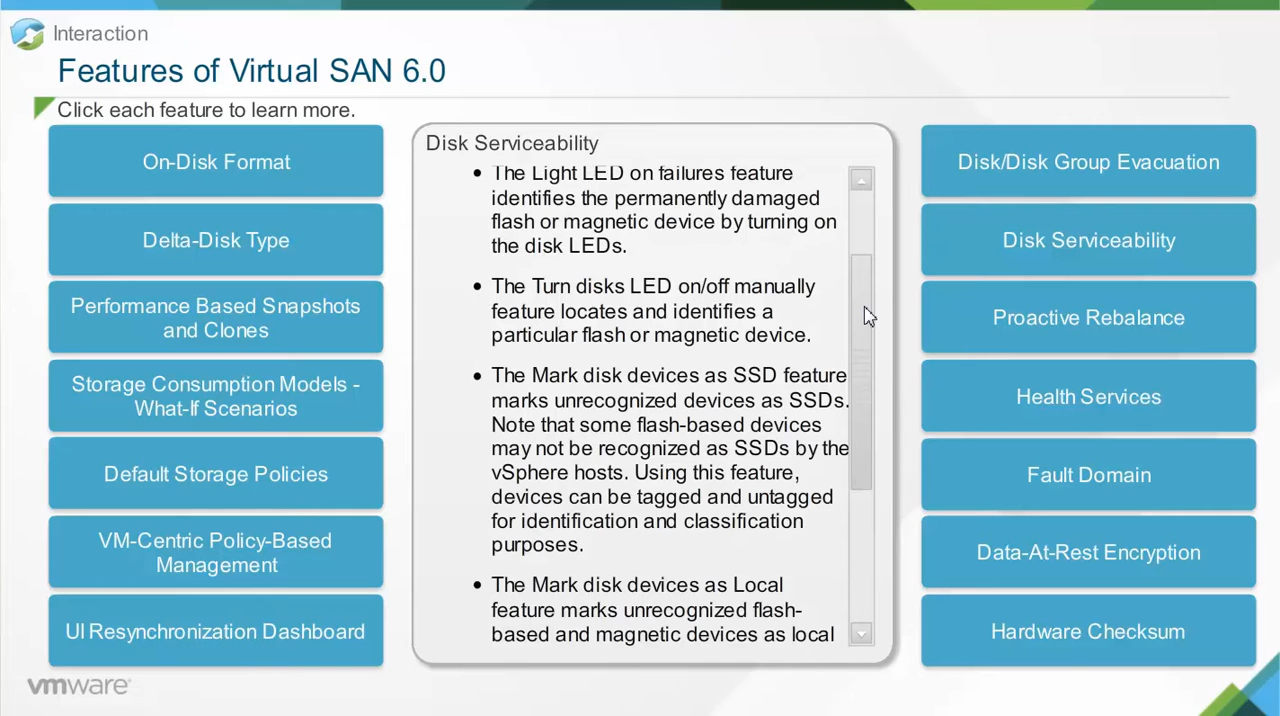 Interaction
Features of Virtual SAN 6.0
Click each feature to learn more.
On-Disk Format
Delta-Disk Type
Performance Based Snapshots
and Clones
Storage Consumption Models -
What-If Scenarios
Default Storage Policies
VM-Centric Policy-Based
Management
UI Resynchronization Dashboard
Disk Serviceability
• The Light LED on failures feature
identifies the permanently damaged
flash or magnetic device by turning on
the disk LEDs.
• The Turn disks LED on/off manually
feature locates and identifies a
particular flash or magnetic device.
• The Mark disk devices as SSD feature
marks unrecognized devices as SSDs.
Note that some flash-based devices
may not be recognized as SSDs by the
vSphere hosts. Using this feature,
devices can be tagged and untagged
for identification and classification
purposes.
• The Mark disk devices as Local
feature marks unrecognized flash-
based and magnetic devices as local
Disk/Disk Group Evacuation
Disk Serviceability
Proactive Rebalance
Health Services
Fault Domain
Data-At-Rest Encryption
Hardware Checksum
vmware®